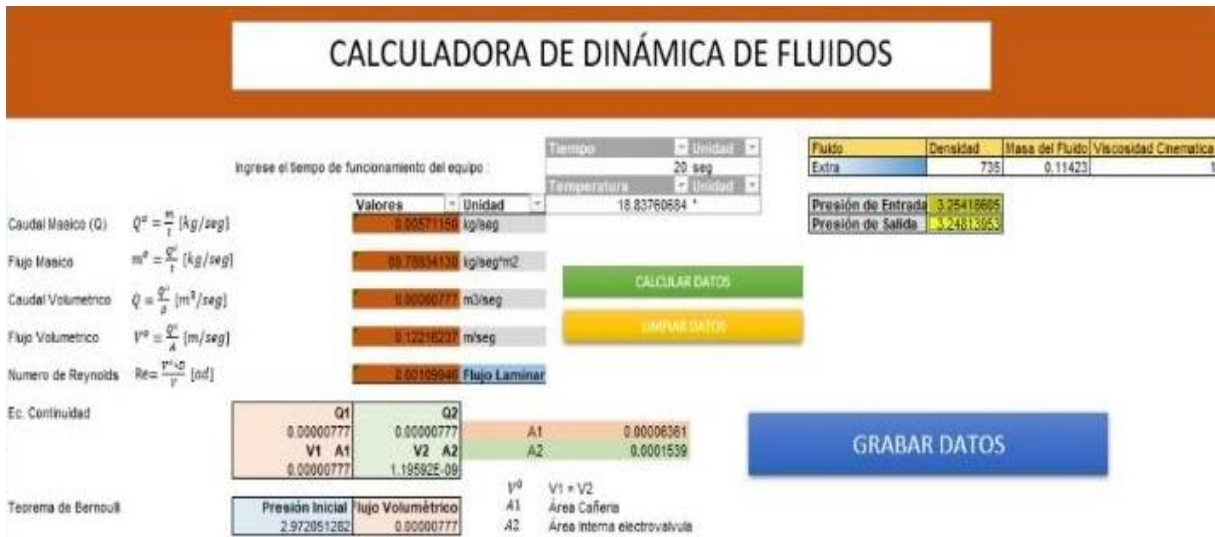 CALCULADORA DE DINÁMICA DE FLUIDOS
Tiempo Unidad
Ingrese el tiempo de funcionamiento del equipo : 20 seg
Temperatura Unidad
18.83760684 °
Fluido Densidad Masa del Fluido Viscosidad Cinematica
Extra 735 0.11423 1
Presión de Entrada 3.25418605
Presión de Salida 3.24813953
Valores Unidad
Caudal Masico (Q) [kg/seg] 0.00571150 kg/seg
Flujo Masico [kg/seg] kg/seg*m2
Caudal Volumetrico [m³/seg] 0.00000777 m3/seg
Flujo Volumetrico [m/seg] 0.12216237 m/seg
Numero de Reynolds Re= [ad] Flujo Laminar
CALCULAR DATOS
LIMPIAR DATOS
Ec. Continuidad
Q1 Q2
0.00000777 0.00000777
V1 A1 V2 A2
0.00000777 1.19592E-09
A1 0.00006361
A2 0.0001539
GRABAR DATOS
Teorema de Bernoulli
Presión Inicial Flujo Volumétrico
2.972051282 0.00000777
V⁰ V1 = V2
A1 Área Cañeria
A2 Área Interna electrovalvula